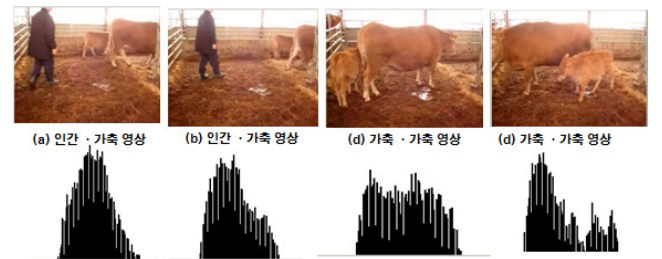 (a) 인간 ・가축 영상
(b) 인간 ・가축 영상
(d) 가축 ・가축 영상
(d) 가축 ・가축 영상